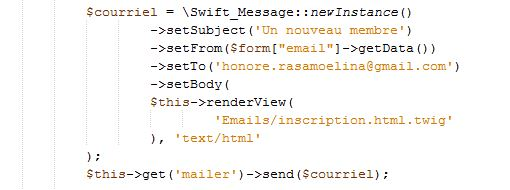 $courriel = \Swift_Message::newInstance()
->setSubject('Un nouveau membre')
->setFrom($form["email"]->getData())
->setTo('honore.rasamoelina@gmail.com')
->setBody(
$this->renderView(
'Emails/inscription.html.twig'
), 'text/html'
);
$this->get('mailer')->send($courriel);